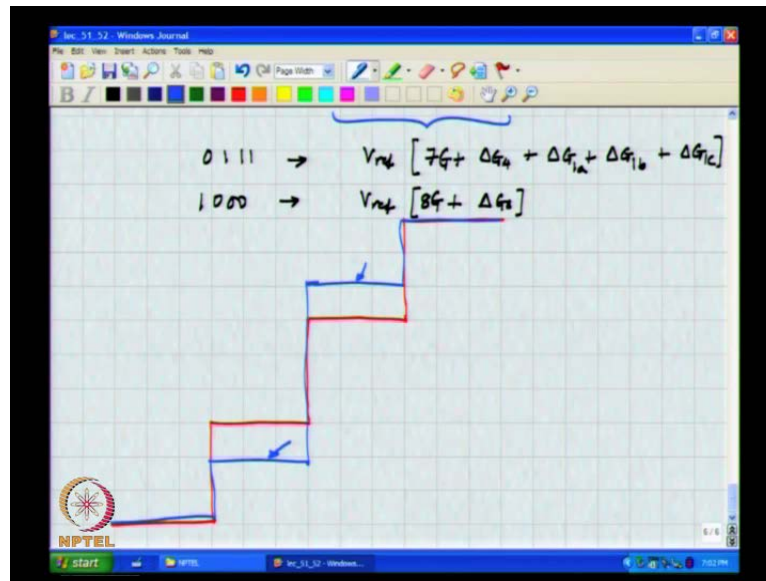 lec_51_52 - Windows Journal
File Edit View Insert Actions Tools Help
Page Width
B I
0111 → Vref [7G + ΔG4 + ΔG1a + ΔG1b + ΔG1c]
1000 → Vref [8G + ΔG8]
NPTEL
6/6
start NPTEL lec_51_52 - Windows... 7:02 PM